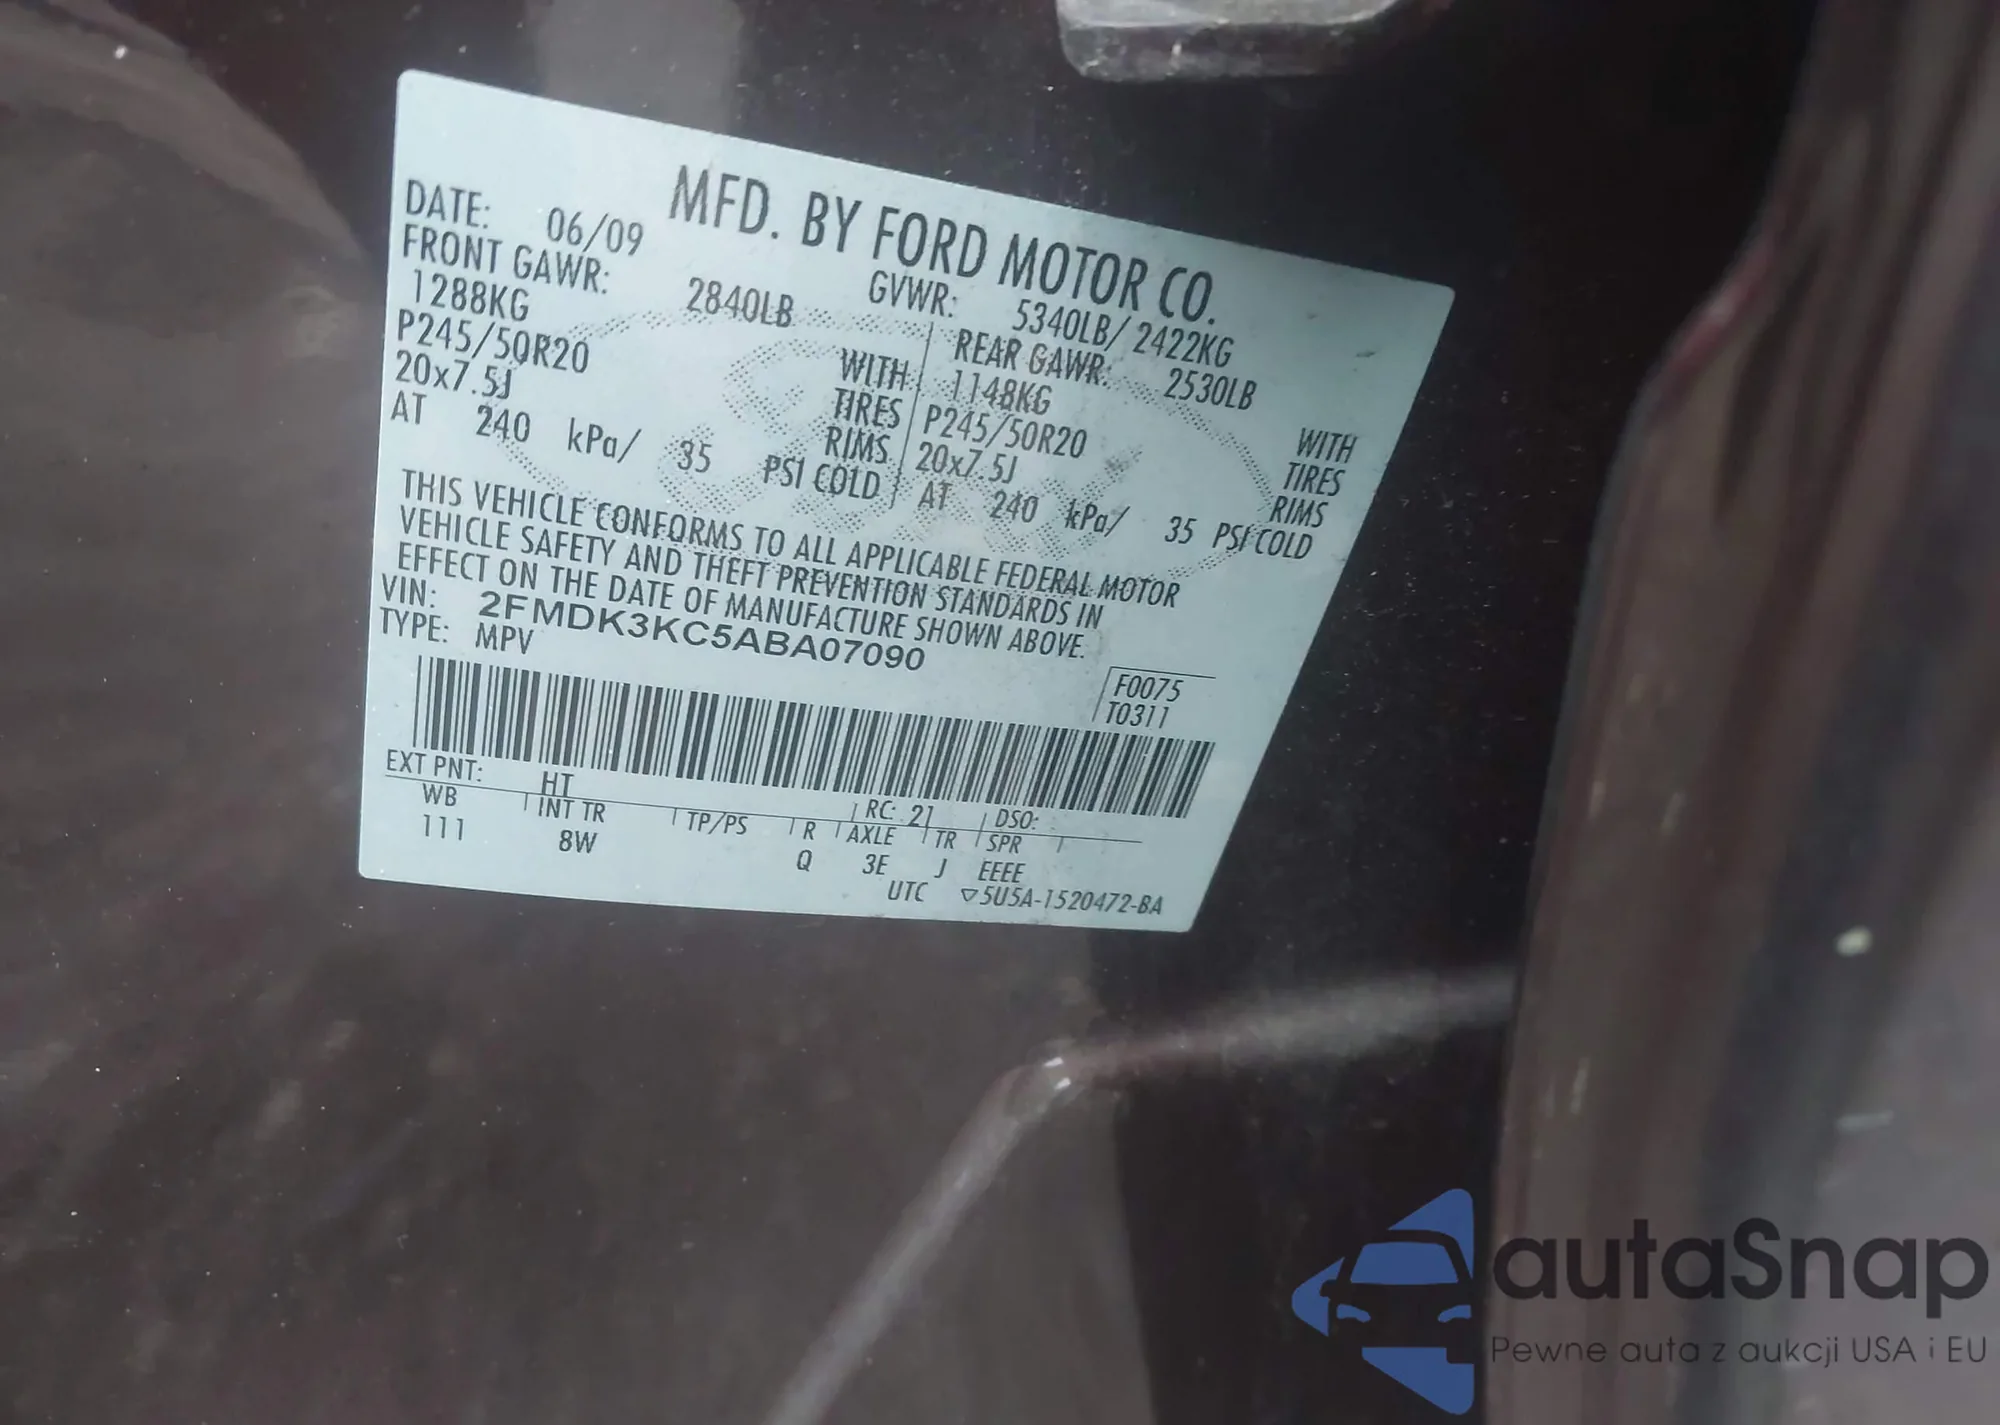 MFD. BY FORD MOTOR CO.
DATE: 06/09 GVWR: 5340LB/ 2422KG
FRONT GAWR: 2840LB REAR GAWR: 2530LB
1288KG WITH 1148KG WITH
P245/50R20 TIRES P245/50R20 TIRES
20x7.5J RIMS 20x7.5J RIMS
AT 240 kPa/ 35 PSI COLD AT 240 kPa/ 35 PSI COLD
THIS VEHICLE CONFORMS TO ALL APPLICABLE FEDERAL MOTOR
VEHICLE SAFETY AND THEFT PREVENTION STANDARDS IN
EFFECT ON THE DATE OF MANUFACTURE SHOWN ABOVE.
VIN: 2FMDK3KC5ABA07090
TYPE: MPV
F0075
T0311
EXT PNT: HT RC: 21 DSO:
WB INT TR TP/PS R AXLE TR SPR
111 8W Q 3E J EEEE
UTC ▽5U5A-1520472-BA
autaSnap
Pewne auta z aukcji USA i EU